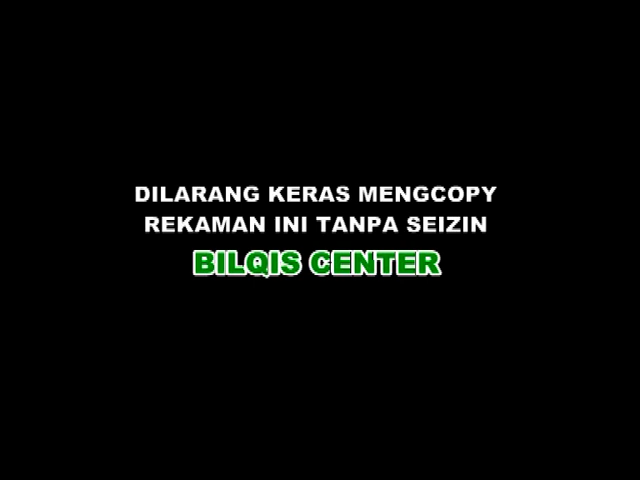 DILARANG KERAS MENGCOPY
REKAMAN INI TANPA SEIZIN
BILQIS CENTER